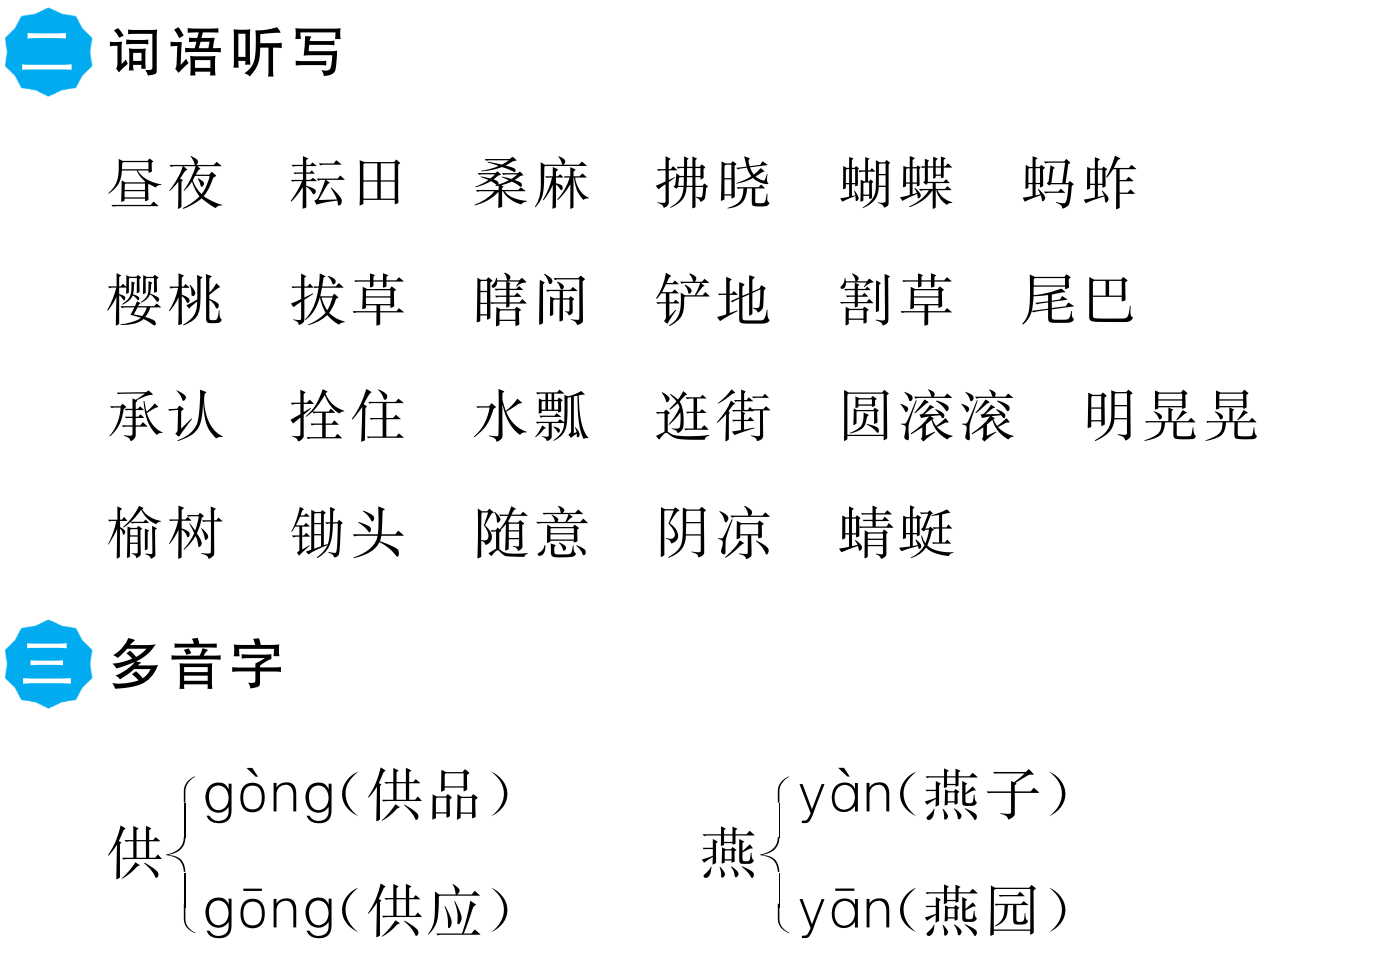 二 词语听写
昼夜 耘田 桑麻 拂晓 蝴蝶 蚂蚱
樱桃 拔草 瞎闹 铲地 割草 尾巴
承认 拴住 水瓢 逛街 圆滚滚 明晃晃
榆树 锄头 随意 阴凉 蜻蜓
三 多音字
供 { gòng(供品) gōng(供应)
燕 { yàn(燕子) yān(燕园)